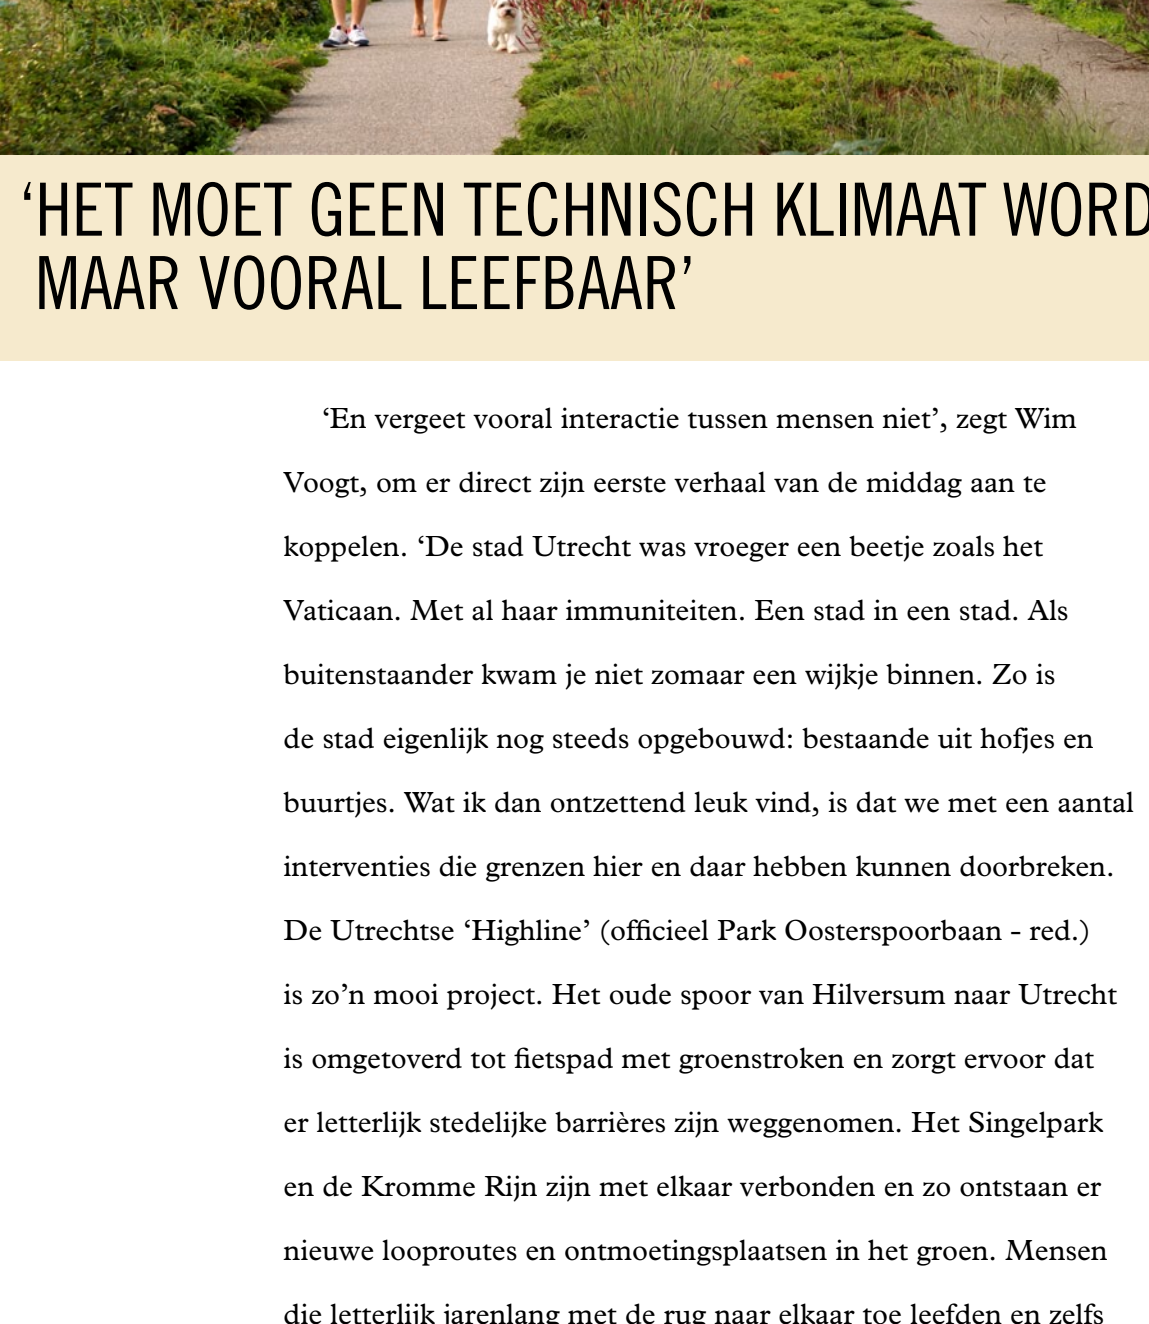 ‘HET MOET GEEN TECHNISCH KLIMAAT WORD
MAAR VOORAL LEEFBAAR’
‘En vergeet vooral interactie tussen mensen niet’, zegt Wim
Voogt, om er direct zijn eerste verhaal van de middag aan te
koppelen. ‘De stad Utrecht was vroeger een beetje zoals het
Vaticaan. Met al haar immuniteiten. Een stad in een stad. Als
buitenstaander kwam je niet zomaar een wijkje binnen. Zo is
de stad eigenlijk nog steeds opgebouwd: bestaande uit hofjes en
buurtjes. Wat ik dan ontzettend leuk vind, is dat we met een aantal
interventies die grenzen hier en daar hebben kunnen doorbreken.
De Utrechtse ‘Highline’ (officieel Park Oosterspoorbaan - red.)
is zo’n mooi project. Het oude spoor van Hilversum naar Utrecht
is omgetoverd tot fietspad met groenstroken en zorgt ervoor dat
er letterlijk stedelijke barrières zijn weggenomen. Het Singelpark
en de Kromme Rijn zijn met elkaar verbonden en zo ontstaan er
nieuwe looproutes en ontmoetingsplaatsen in het groen. Mensen
die letterlijk jarenlang met de rug naar elkaar toe leefden en zelfs